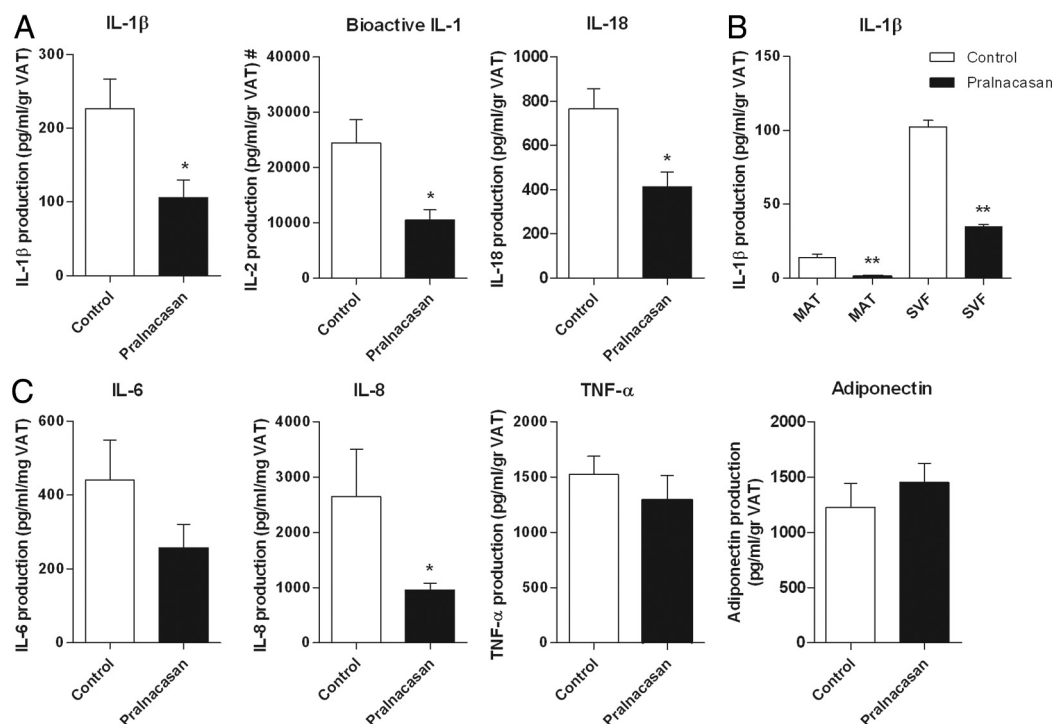 A
IL-1β
IL-1β production (pg/ml/gr VAT)
300
200
100
0
Control
Pralnacasan
*
Bioactive IL-1
IL-2 production (pg/ml/gr VAT) #
40000
30000
20000
10000
0
Control
Pralnacasan
*
IL-18
IL-18 production (pg/ml/gr VAT)
1000
800
600
400
200
0
Control
Pralnacasan
*
B
IL-1β
IL-1β production (pg/ml/gr VAT)
150
100
50
0
MAT
MAT
SVF
SVF
**
**
Control
Pralnacasan
C
IL-6
IL-6 production (pg/ml/mg VAT)
600
400
200
0
Control
Pralnacasan
IL-8
IL-8 production (pg/ml/gr VAT)
4000
3000
2000
1000
0
Control
Pralnacasan
*
TNF-α
TNF-α production (pg/ml/gr VAT)
2000
1500
1000
500
0
Control
Pralnacasan
Adiponectin
Adiponectin production
(pg/ml/gr VAT)
2000
1500
1000
500
0
Control
Pralnacasan